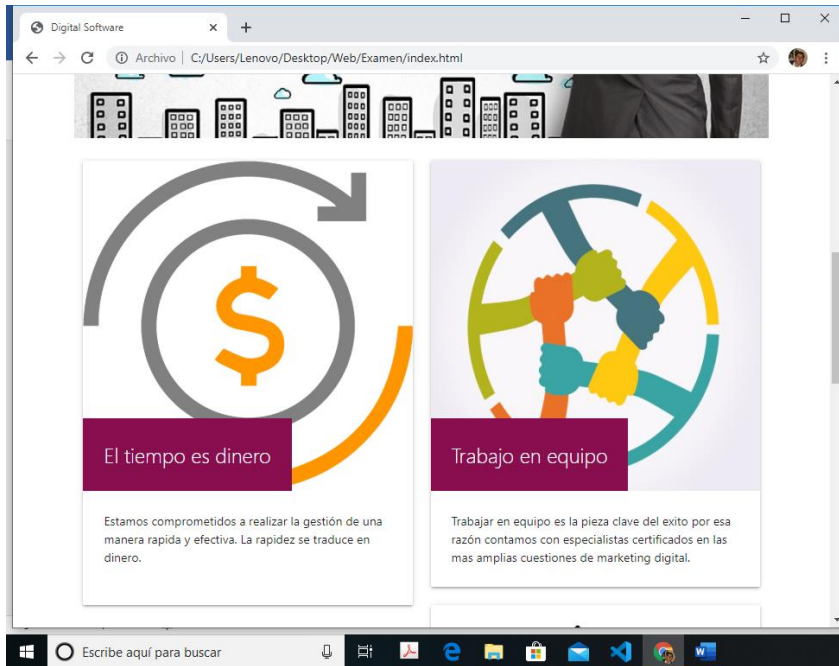 Digital Software
Archivo | C:/Users/Lenovo/Desktop/Web/Examen/index.html
$
El tiempo es dinero
Trabajo en equipo
Estamos comprometidos a realizar la gestión de una
manera rapida y efectiva. La rapidez se traduce en
dinero.
Trabajar en equipo es la pieza clave del exito por esa
razón contamos con especialistas certificados en las
mas amplias cuestiones de marketing digital.
Escribe aquí para buscar